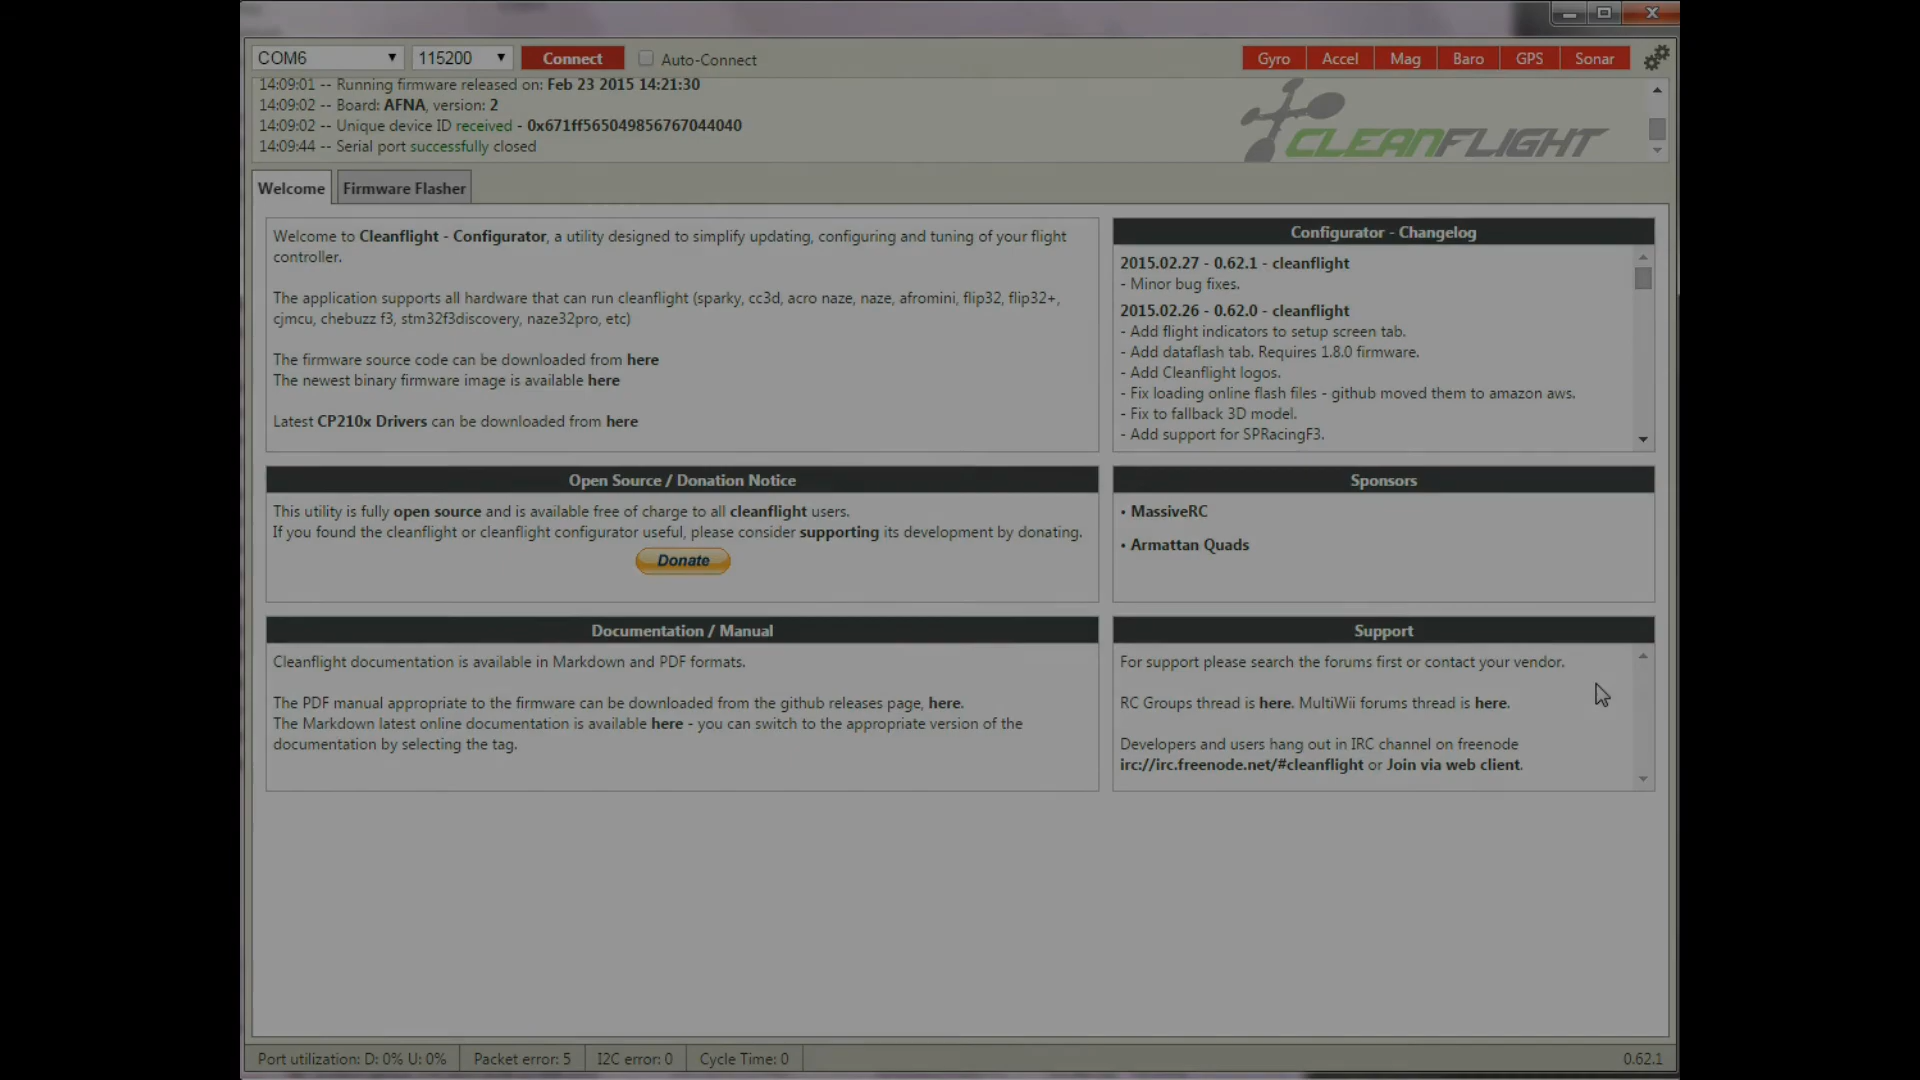 COM6 115200 Connect Auto-Connect Gyro Accel Mag Baro GPS Sonar
14:09:01 -- Running firmware released on: Feb 23 2015 14:21:30
14:09:02 -- Board: AFNA, version: 2
14:09:02 -- Unique device ID received - 0x671ff565049856767044040
14:09:44 -- Serial port successfully closed
CLEANFLIGHT
Welcome Firmware Flasher
Welcome to Cleanflight - Configurator, a utility designed to simplify updating, configuring and tuning of your flight
controller.
The application supports all hardware that can run cleanflight (sparky, cc3d, acro naze, naze, afromini, flip32, flip32+,
cjmcu, chebuzz f3, stm32f3discovery, naze32pro, etc)
The firmware source code can be downloaded from here
The newest binary firmware image is available here
Latest CP210x Drivers can be downloaded from here
Configurator - Changelog
2015.02.27 - 0.62.1 - cleanflight
- Minor bug fixes.
2015.02.26 - 0.62.0 - cleanflight
- Add flight indicators to setup screen tab.
- Add dataflash tab. Requires 1.8.0 firmware.
- Add Cleanflight logos.
- Fix loading online flash files - github moved them to amazon aws.
- Fix to fallback 3D model.
- Add support for SPRacingF3.
Open Source / Donation Notice
This utility is fully open source and is available free of charge to all cleanflight users.
If you found the cleanflight or cleanflight configurator useful, please consider supporting its development by donating.
Donate
Sponsors
• MassiveRC
• Armattan Quads
Documentation / Manual
Cleanflight documentation is available in Markdown and PDF formats.
The PDF manual appropriate to the firmware can be downloaded from the github releases page, here.
The Markdown latest online documentation is available here - you can switch to the appropriate version of the
documentation by selecting the tag.
Support
For support please search the forums first or contact your vendor.
RC Groups thread is here. MultiWii forums thread is here.
Developers and users hang out in IRC channel on freenode
irc://irc.freenode.net/#cleanflight or Join via web client.
Port utilization: D: 0% U: 0% Packet error: 5 I2C error: 0 Cycle Time: 0 0.62.1